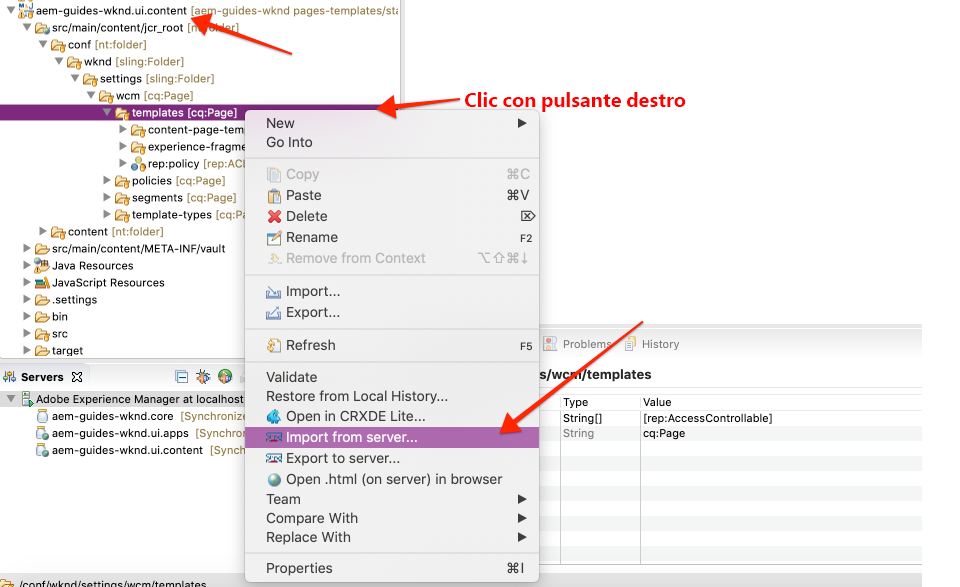 aem-guides-wknd.ui.content [aem-guides-wknd pages-templates/sta
src/main/content/jcr_root [nt:folder]
conf [nt:folder]
wknd [sling:Folder]
settings [sling:Folder]
wcm [cq:Page]
templates [cq:Page]
content-page-tem
experience-fragme
rep:policy [rep:ACL
policies [cq:Page]
segments [cq:Page]
template-types [cq:Pa
content [nt:folder]
src/main/content/META-INF/vault
Java Resources
JavaScript Resources
.settings
bin
src
target
Clic con pulsante destro
New
Go Into
Copy ⌘C
Paste ⌘V
Delete ⌦
Rename F2
Remove from Context ⌥⇧⌘↓
Import...
Export...
Refresh F5
Validate
Restore from Local History...
Open in CRXDE Lite...
Import from server...
Export to server...
Open .html (on server) in browser
Team
Compare With
Replace With
Properties ⌘I
Servers
Adobe Experience Manager at localhost
aem-guides-wknd.core [Synchronize
aem-guides-wknd.ui.apps [Synchron
aem-guides-wknd.ui.content [Synch
Problems History
s/wcm/templates
Type Value
String[] [rep:AccessControllable]
String cq:Page
/conf/wknd/settings/wcm/templates